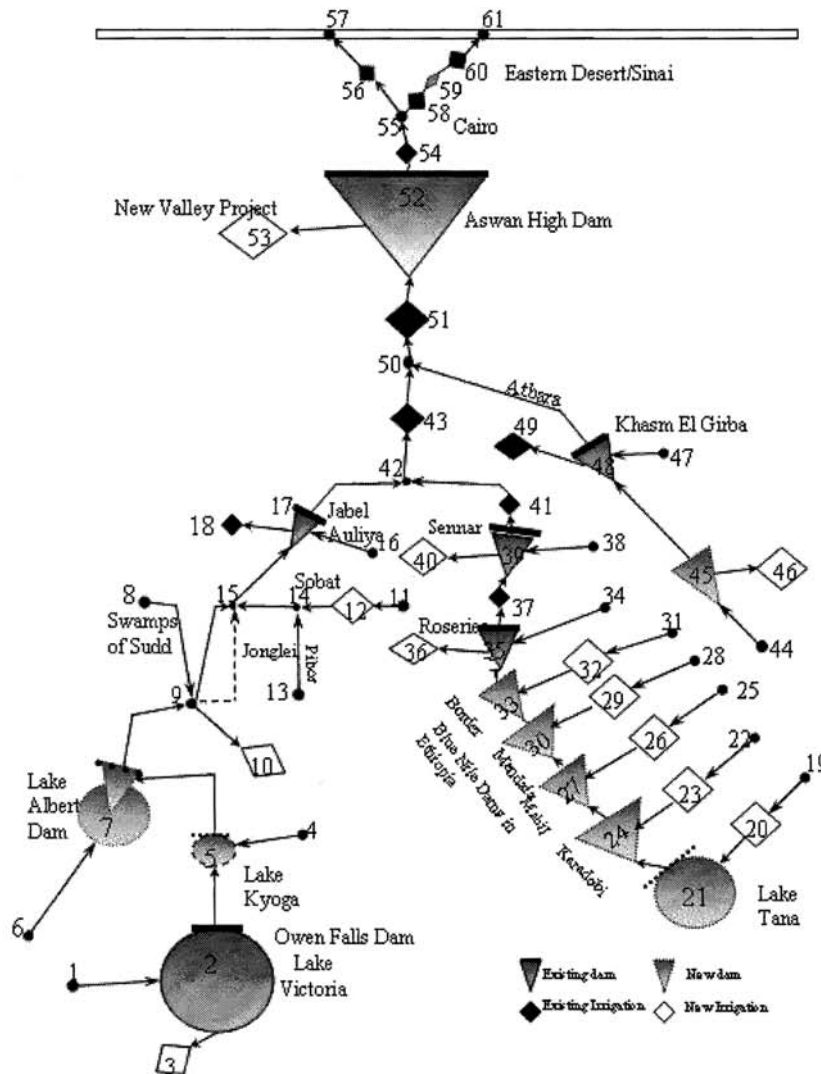 57
61
60
Eastern Desert/Sinai
59
56
58
55
Cairo
54
52
New Valley Project
53
Aswan High Dam
51
50
Atbara
43
49
Khasm El Girba
48
47
42
17
41
18
Jabel
Auliya
Sennar
16
40
39
38
45
46
8
15
Sobat
14
11
12
37
34
Swamps
of Sudd
Jonglei
Pibor
Roseries
35
31
36
32
44
13
28
9
33
29
25
Border
30
26
22
10
Blue Nile Dams in
Ethiopia
Mendaia
Mabil
27
19
Lake
Albert
Dam
7
23
4
24
20
5
Karadobi
Lake
Kyoga
21
Lake
Tana
6
Owen Falls Dam
2
Lake
Victoria
1
Existing dam
New dam
Existing Irrigation
New Irrigation
3